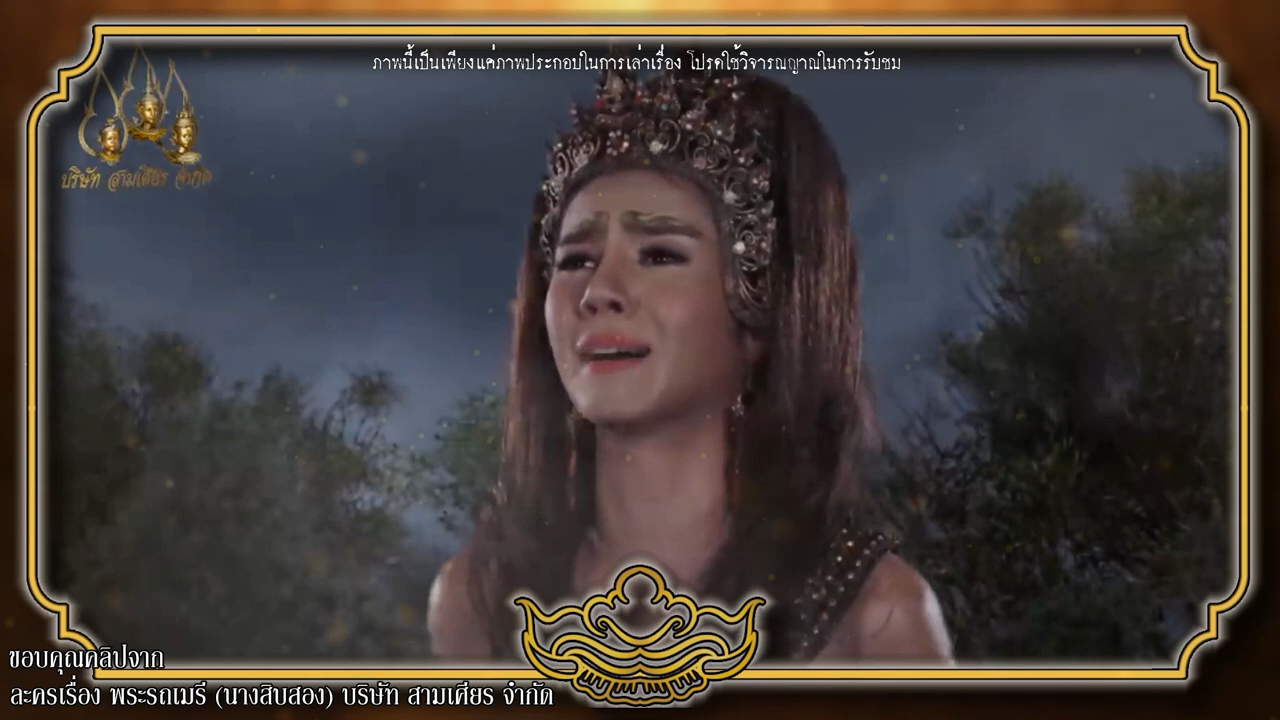 ภาพนี้เป็นเพียงแค่ภาพประกอบในการเล่าเรื่อง โปรดใช้วิจารณญาณในการรับชม
บริษัท สามเศียร จำกัด
ขอบคุณคลิปจาก
ละครเรื่อง พระรถเมรี (นางสิบสอง) บริษัท สามเศียร จำกัด